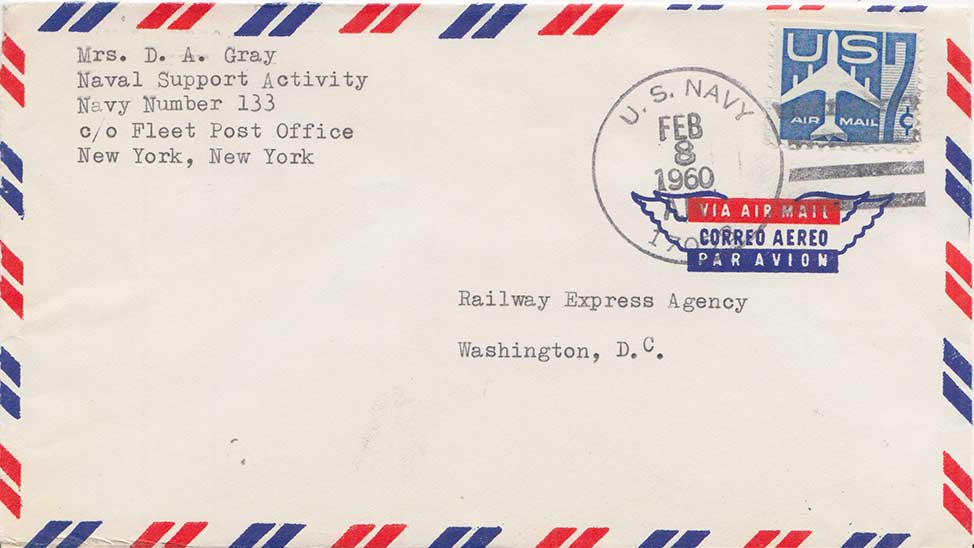 Mrs. D. A. Gray
Naval Support Activity
Navy Number 133
c/o Fleet Post Office
New York, New York
U. S. NAVY
FEB
8
1960
US
AIR MAIL
7¢
VIA AIR MAIL
CORREO AEREO
PAR AVION
Railway Express Agency
Washington, D.C.